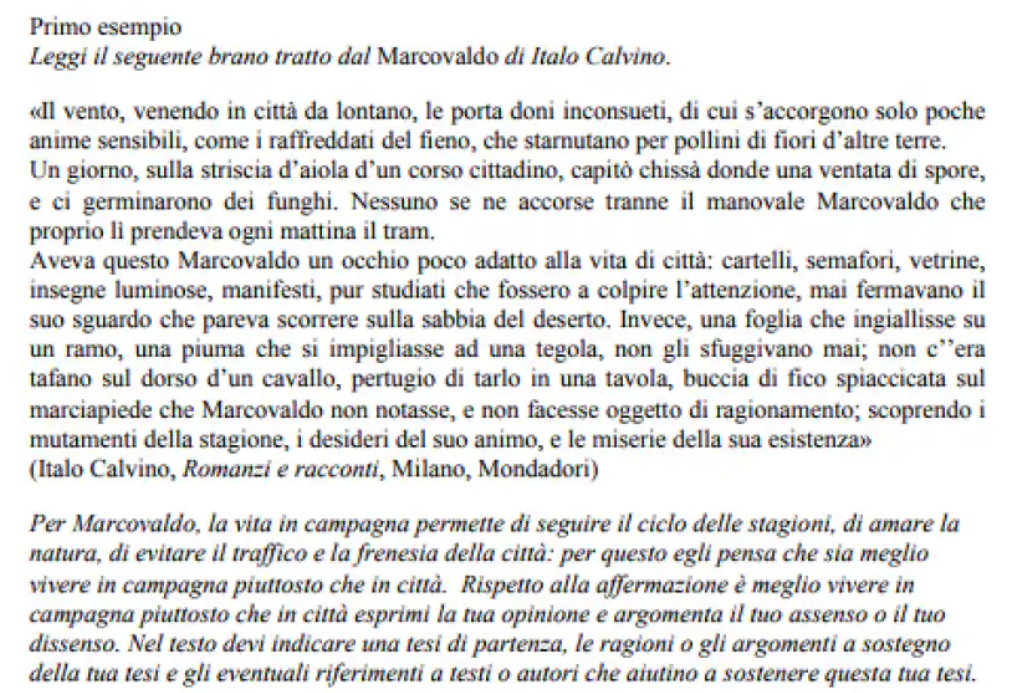 Primo esempio
Leggi il seguente brano tratto dal Marcovaldo di Italo Calvino.
«Il vento, venendo in città da lontano, le porta doni inconsueti, di cui s’accorgono solo poche
anime sensibili, come i raffreddati del fieno, che starnutano per pollini di fiori d’altre terre.
Un giorno, sulla striscia d’aiola d’un corso cittadino, capitò chissà donde una ventata di spore,
e ci germinarono dei funghi. Nessuno se ne accorse tranne il manovale Marcovaldo che
proprio lì prendeva ogni mattina il tram.
Aveva questo Marcovaldo un occhio poco adatto alla vita di città: cartelli, semafori, vetrine,
insegne luminose, manifesti, pur studiati che fossero a colpire l’attenzione, mai fermavano il
suo sguardo che pareva scorrere sulla sabbia del deserto. Invece, una foglia che ingiallisse su
un ramo, una piuma che si impigliasse ad una tegola, non gli sfuggivano mai; non c’’era
tafano sul dorso d’un cavallo, pertugio di tarlo in una tavola, buccia di fico spiaccicata sul
marciapiede che Marcovaldo non notasse, e non facesse oggetto di ragionamento; scoprendo i
mutamenti della stagione, i desideri del suo animo, e le miserie della sua esistenza»
(Italo Calvino, Romanzi e racconti, Milano, Mondadori)
Per Marcovaldo, la vita in campagna permette di seguire il ciclo delle stagioni, di amare la
natura, di evitare il traffico e la frenesia della città: per questo egli pensa che sia meglio
vivere in campagna piuttosto che in città. Rispetto alla affermazione è meglio vivere in
campagna piuttosto che in città esprimi la tua opinione e argomenta il tuo assenso o il tuo
dissenso. Nel testo devi indicare una tesi di partenza, le ragioni o gli argomenti a sostegno
della tua tesi e gli eventuali riferimenti a testi o autori che aiutino a sostenere questa tua tesi.